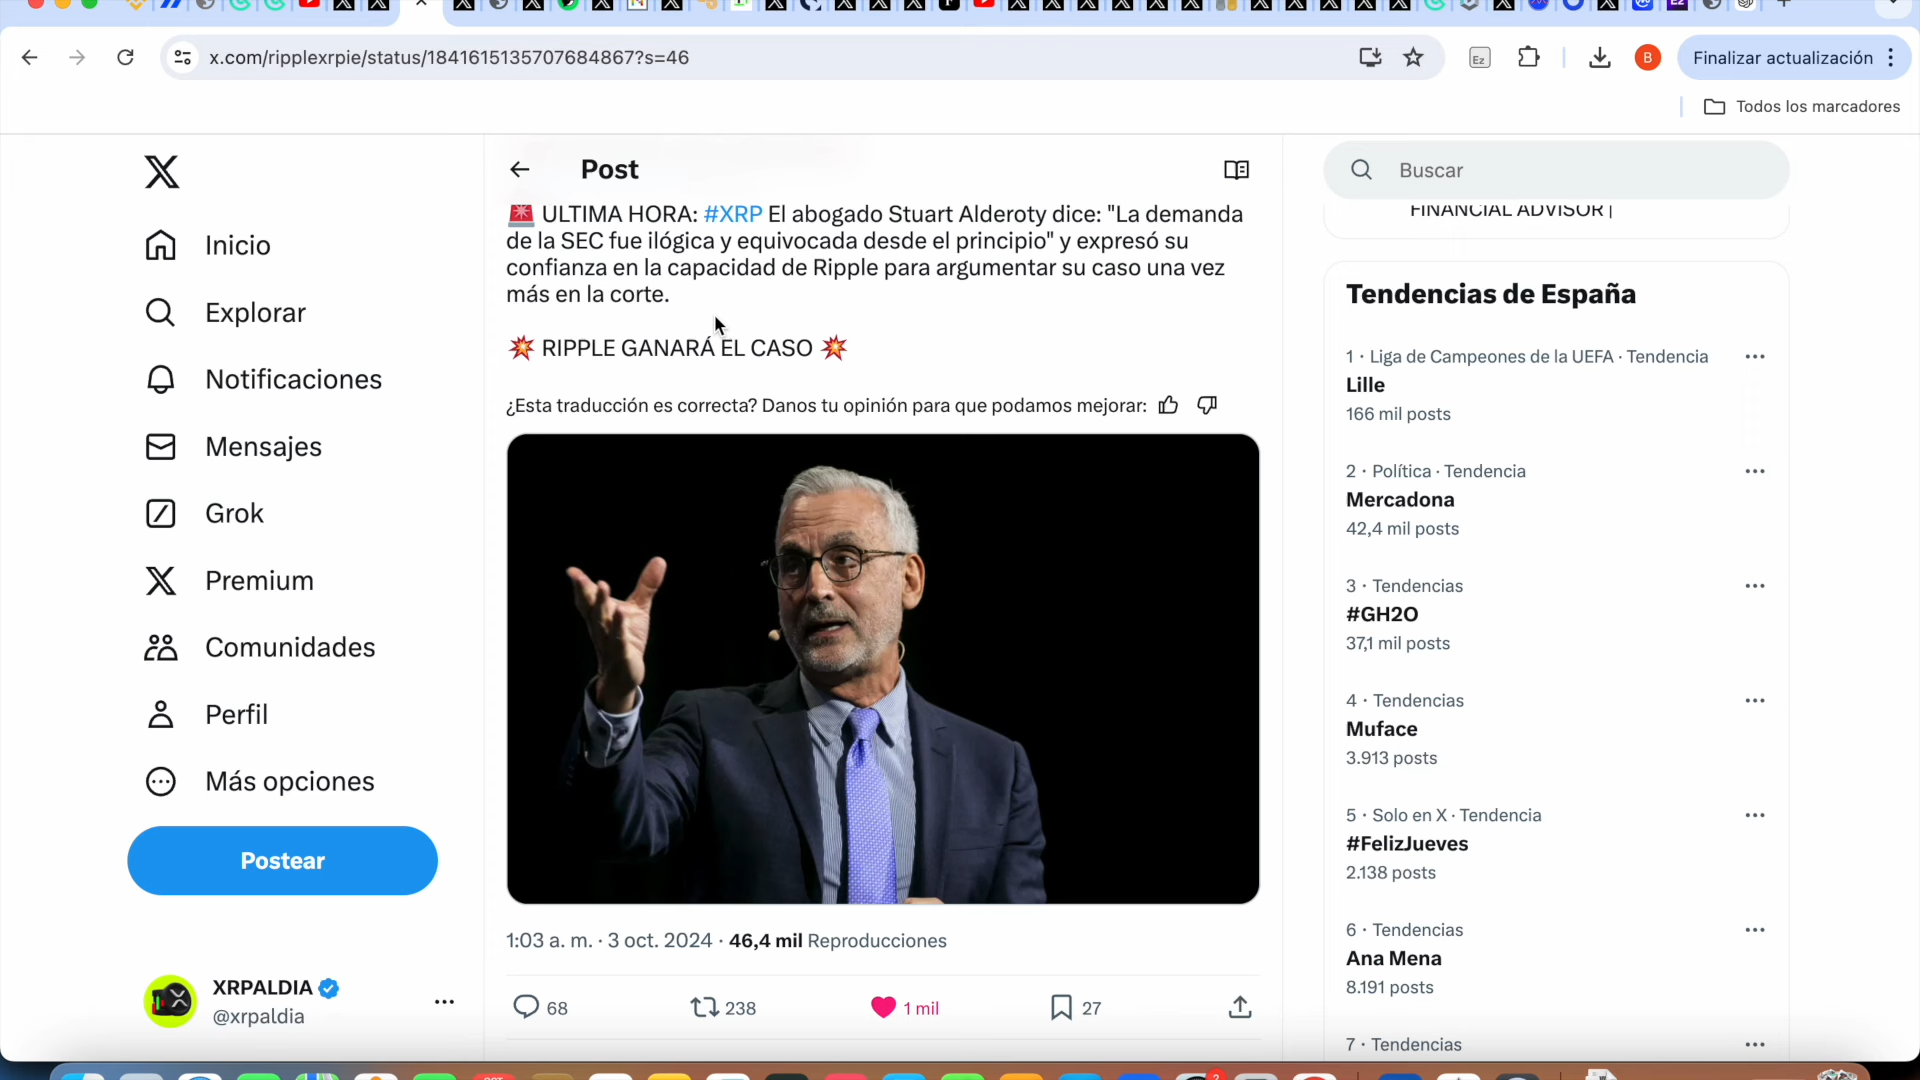 x.com/ripplexrpie/status/1841615135707684867?s=46
Ez
B
Finalizar actualización
Todos los marcadores
Inicio
Explorar
Notificaciones
Mensajes
Grok
Premium
Comunidades
Perfil
Más opciones
Postear
XRPALDIA
@xrpaldia
Post
ULTIMA HORA: #XRP El abogado Stuart Alderoty dice: "La demanda
de la SEC fue ilógica y equivocada desde el principio" y expresó su
confianza en la capacidad de Ripple para argumentar su caso una vez
más en la corte.
RIPPLE GANARÁ EL CASO
¿Esta traducción es correcta? Danos tu opinión para que podamos mejorar:
1:03 a. m. · 3 oct. 2024 · 46,4 mil Reproducciones
68
238
1 mil
27
Buscar
FINANCIAL ADVISOR |
Tendencias de España
1 · Liga de Campeones de la UEFA · Tendencia
Lille
166 mil posts
2 · Política · Tendencia
Mercadona
42,4 mil posts
3 · Tendencias
#GH2O
37,1 mil posts
4 · Tendencias
Muface
3.913 posts
5 · Solo en X · Tendencia
#FelizJueves
2.138 posts
6 · Tendencias
Ana Mena
8.191 posts
7 · Tendencias